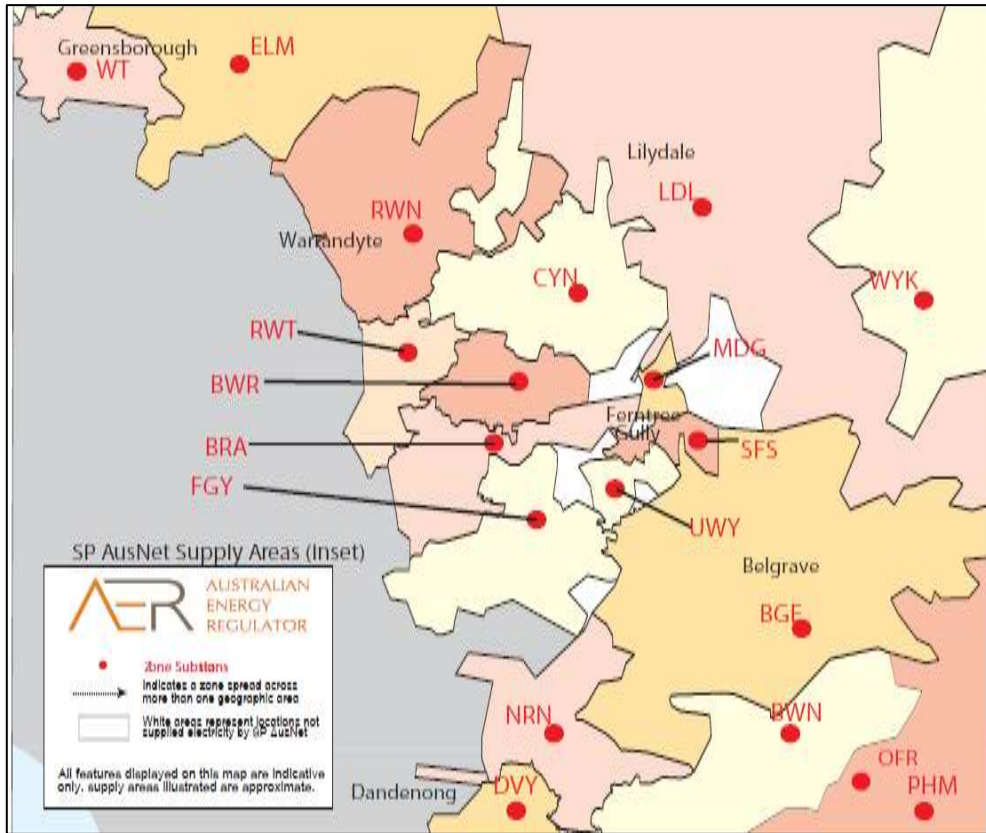 Greensborough
WT
ELM
Lilydale
LDL
RWN
Warrandyte
CYN
WYK
RWT
MDG
BWR
Ferntree
Gully
BRA
SFS
FGY
UWY
SP AusNet Supply Areas (Inset)
Belgrave
BGE
AER
AUSTRALIAN
ENERGY
REGULATOR
Zone Substans
Indicates a zone spread across
more than one geographic area
White areas represent locations not
supplied electricity by SP AusNet
All features displayed on this map are indicative
only. supply areas illustrated are approximate.
NRN
BWN
OFR
Dandenong
DVY
PHM